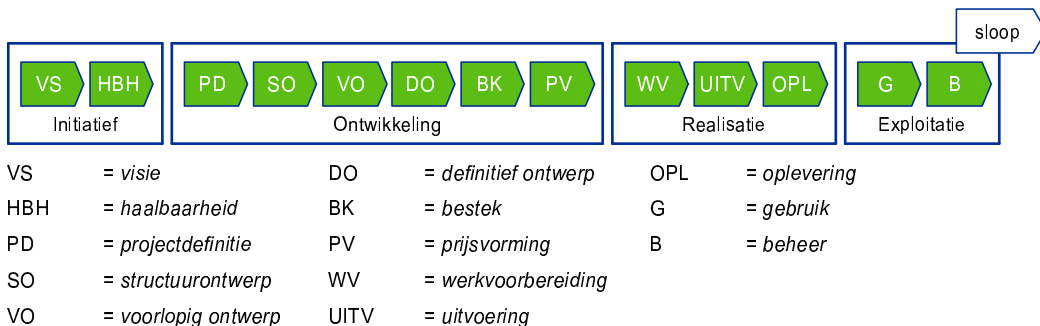 sloop
VS HBH PD SO VO DO BK PV WV UITV OPL G B
Initiatief Ontwikkeling Realisatie Exploitatie
VS = visie DO = definitief ontwerp OPL = oplevering
HBH = haalbaarheid BK = bestek G = gebruik
PD = projectdefinitie PV = prijsvorming B = beheer
SO = structuurontwerp WV = werkvoorbereiding
VO = voorlopig ontwerp UITV = uitvoering